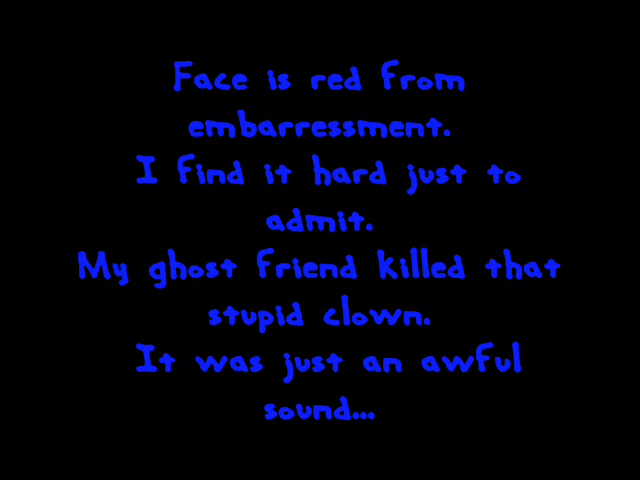 Face is red from
embarressment.
I find it hard just to
admit.
My ghost friend killed that
stupid clown.
It was just an awful
sound...